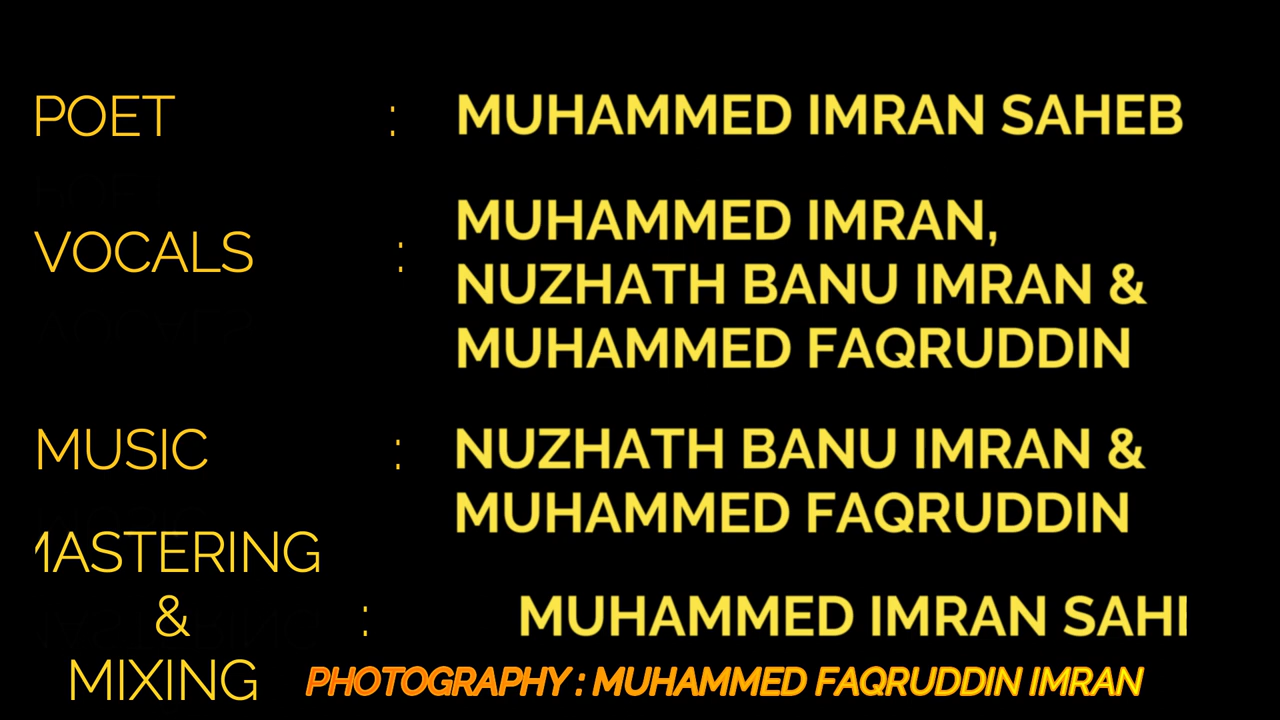 POET : MUHAMMED IMRAN SAHEB
VOCALS : MUHAMMED IMRAN,
NUZHATH BANU IMRAN &
MUHAMMED FAQRUDDIN
MUSIC : NUZHATH BANU IMRAN &
MUHAMMED FAQRUDDIN
MASTERING
& : MUHAMMED IMRAN
MIXING
PHOTOGRAPHY : MUHAMMED FAQRUDDIN IMRAN